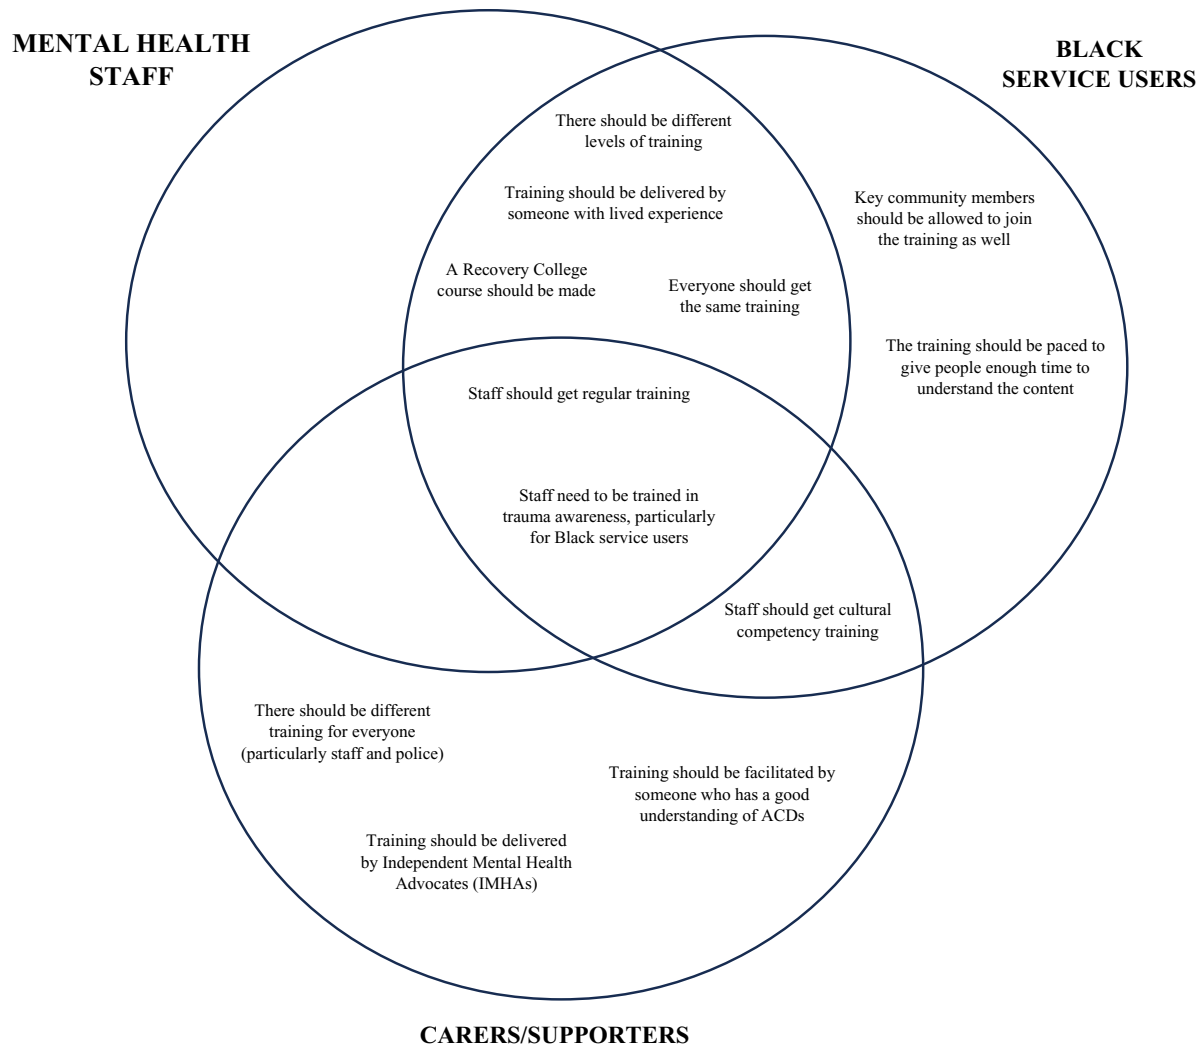 MENTAL HEALTH
STAFF
BLACK
SERVICE USERS
There should be different
levels of training
Training should be delivered by
someone with lived experience
Key community members
should be allowed to join
the training as well
A Recovery College
course should be made
Everyone should get
the same training
The training should be paced to
give people enough time to
understand the content
Staff should get regular training
Staff need to be trained in
trauma awareness, particularly
for Black service users
Staff should get cultural
competency training
There should be different
training for everyone
(particularly staff and police)
Training should be facilitated by
someone who has a good
understanding of ACDs
Training should be delivered
by Independent Mental Health
Advocates (IMHAs)
CARERS/SUPPORTERS